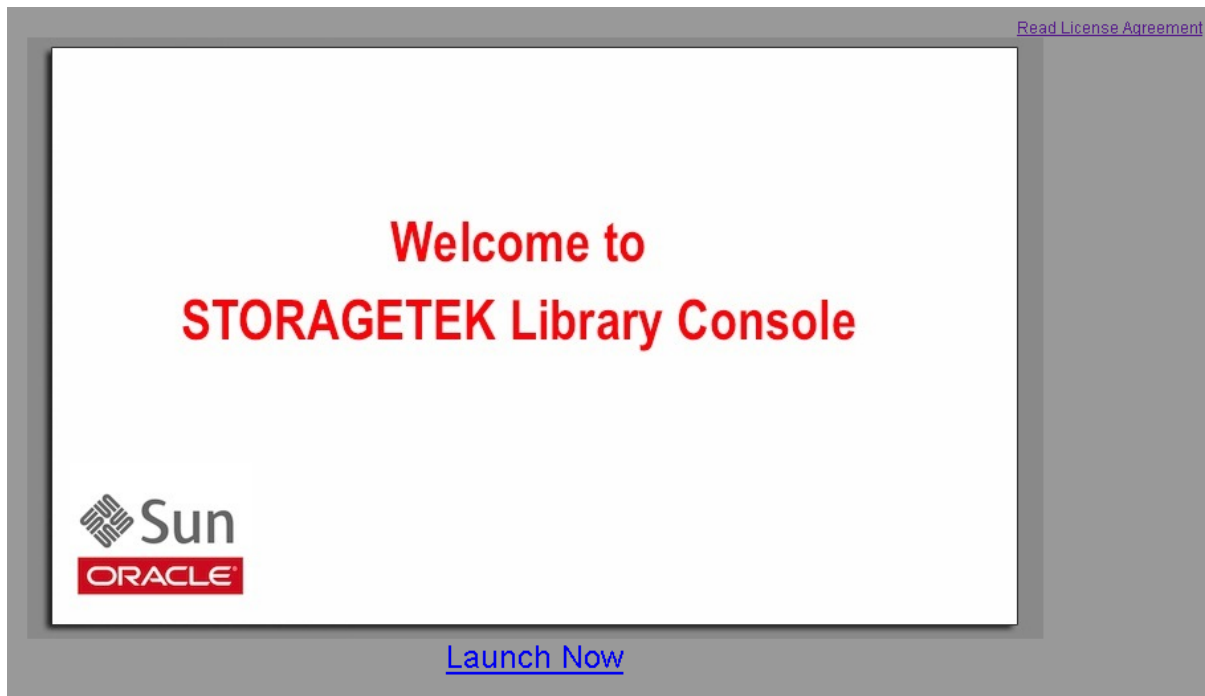 Read License Agreement
Welcome to
STORAGETEK Library Console
Sun
ORACLE
Launch Now